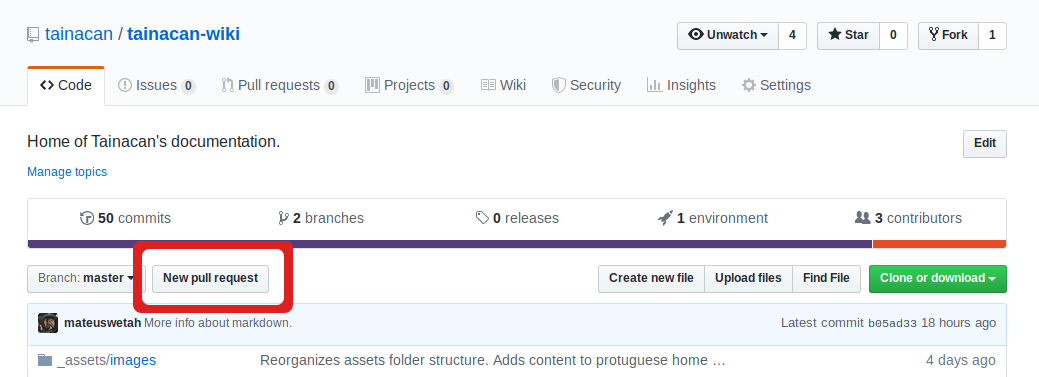 tainacan / tainacan-wiki
Unwatch 4 Star 0 Fork 1
Code Issues 0 Pull requests 0 Projects 0 Wiki Security Insights Settings
Home of Tainacan's documentation.
Edit
Manage topics
50 commits 2 branches 0 releases 1 environment 3 contributors
Branch: master New pull request Create new file Upload files Find File Clone or download
mateuswetah More info about markdown. Latest commit b05ad33 18 hours ago
_assets/images Reorganizes assets folder structure. Adds content to protuguese home … 4 days ago